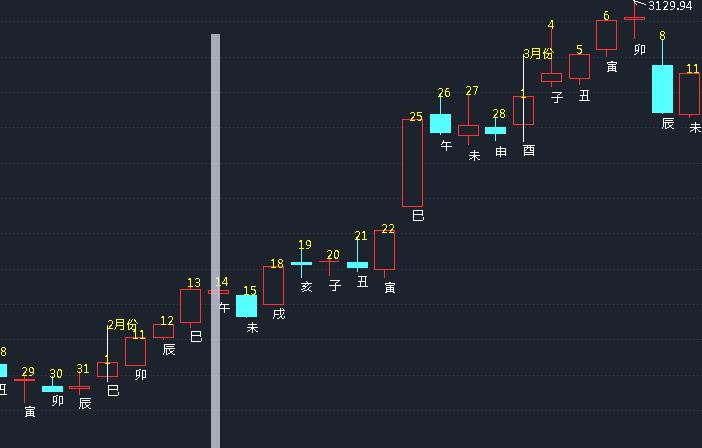 3129.94
6
4
卯
3月份
5
8
寅
11
子
丑
26
27
1
25
28
辰
未
午
未
申
酉
巳
22
21
19
20
18
丑
寅
13
14
亥
子
15
戌
午
2月份
12
未
11
巳
辰
8
1
29
30
31
卯
丑
巳
寅
卯
辰